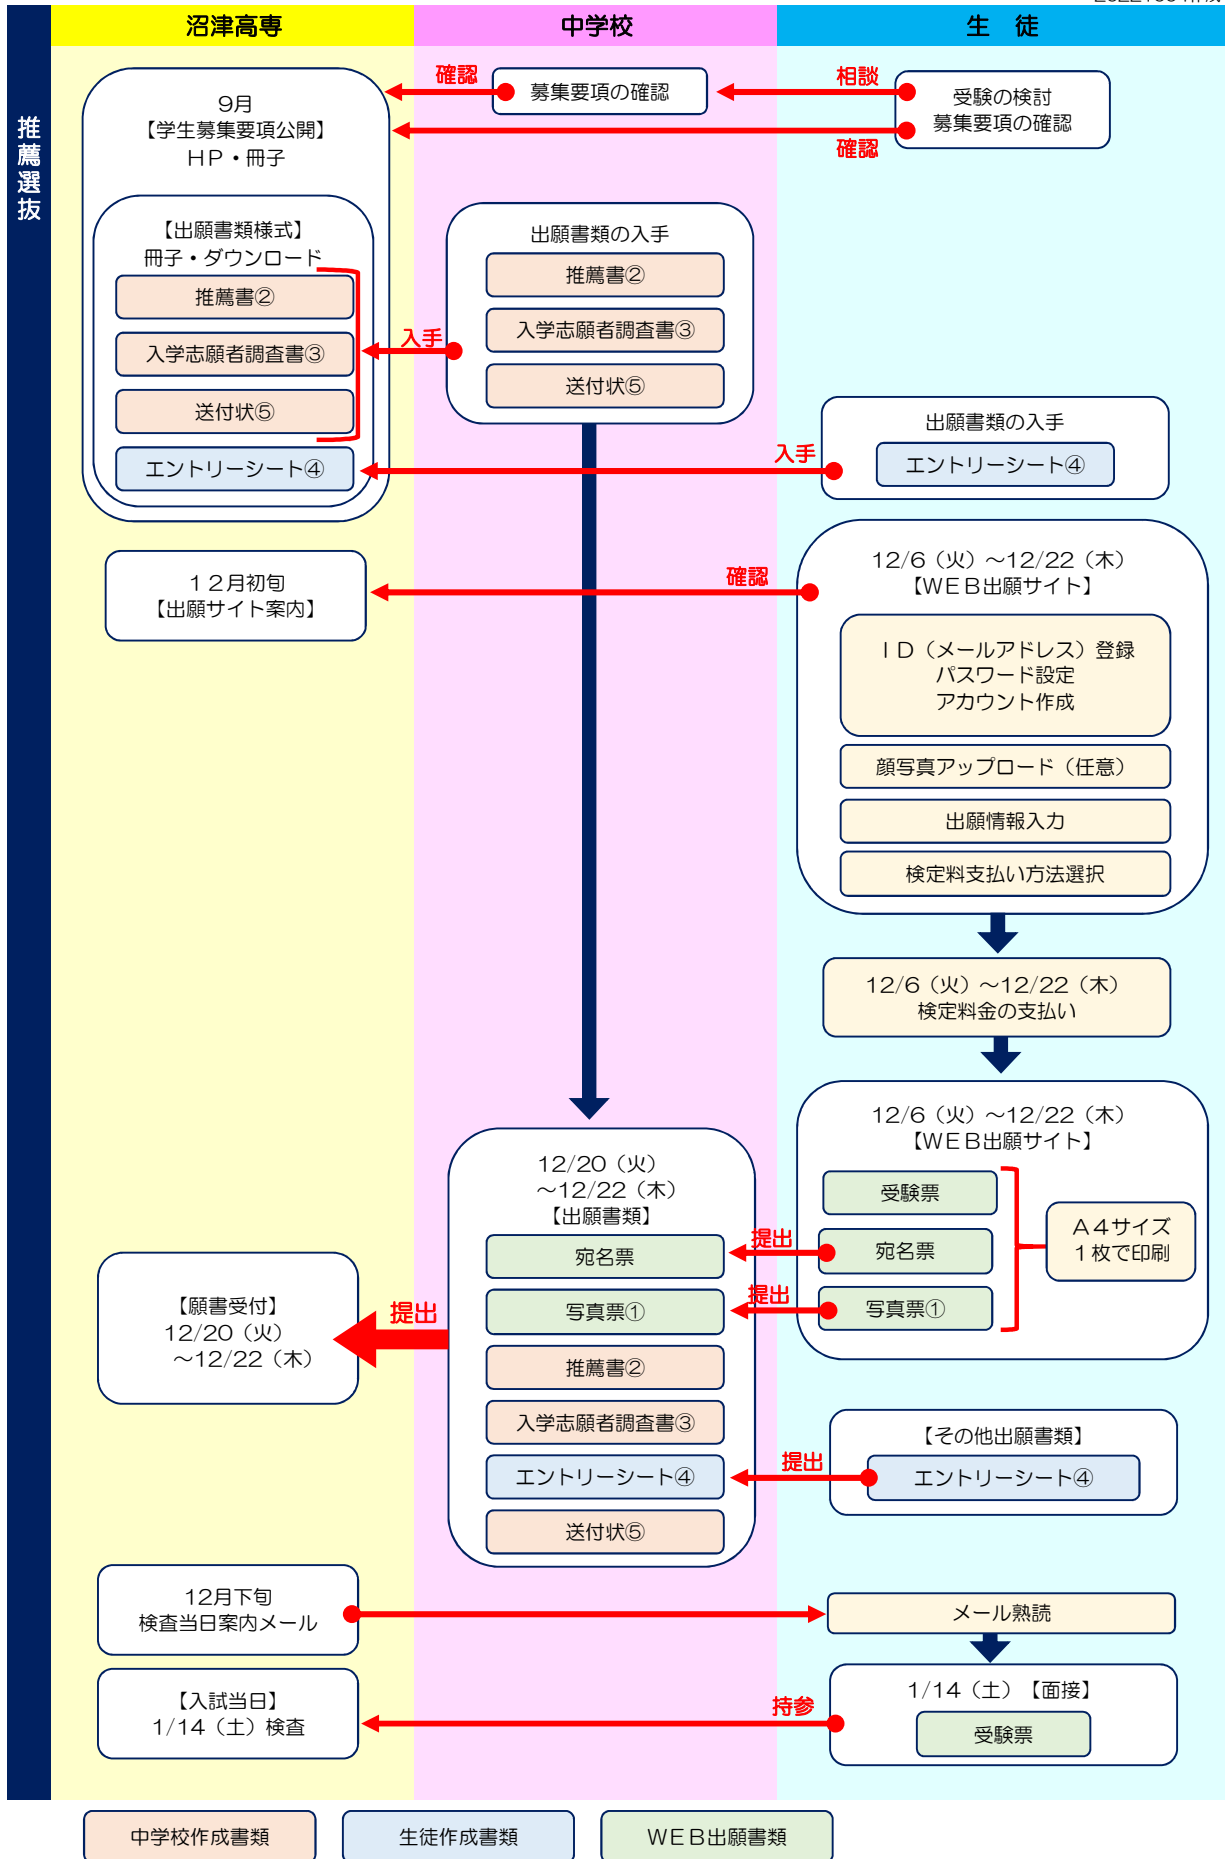 沼津高専
中学校
生 徒
推薦選抜
9月
【学生募集要項公開】
HP・冊子
確認
募集要項の確認
相談
確認
受験の検討
募集要項の確認
【出願書類様式】
冊子・ダウンロード
推薦書②
入学志願者調査書③
送付状⑤
エントリーシート④
入手
出願書類の入手
推薦書②
入学志願者調査書③
送付状⑤
入手
出願書類の入手
エントリーシート④
12月初旬
【出願サイト案内】
確認
12/6(火)～12/22(木)
【WEB出願サイト】
ID(メールアドレス)登録
パスワード設定
アカウント作成
顔写真アップロード(任意)
出願情報入力
検定料支払い方法選択
12/6(火)～12/22(木)
検定料金の支払い
12/6(火)～12/22(木)
【WEB出願サイト】
受験票
宛名票
写真票①
A4サイズ
1枚で印刷
提出
提出
12/20(火)
～12/22(木)
【出願書類】
宛名票
写真票①
推薦書②
入学志願者調査書③
エントリーシート④
送付状⑤
提出
【願書受付】
12/20(火)
～12/22(木)
提出
【その他出願書類】
エントリーシート④
12月下旬
検査当日案内メール
メール熟読
【入試当日】
1/14(土)検査
持参
1/14(土)【面接】
受験票
中学校作成書類
生徒作成書類
WEB出願書類